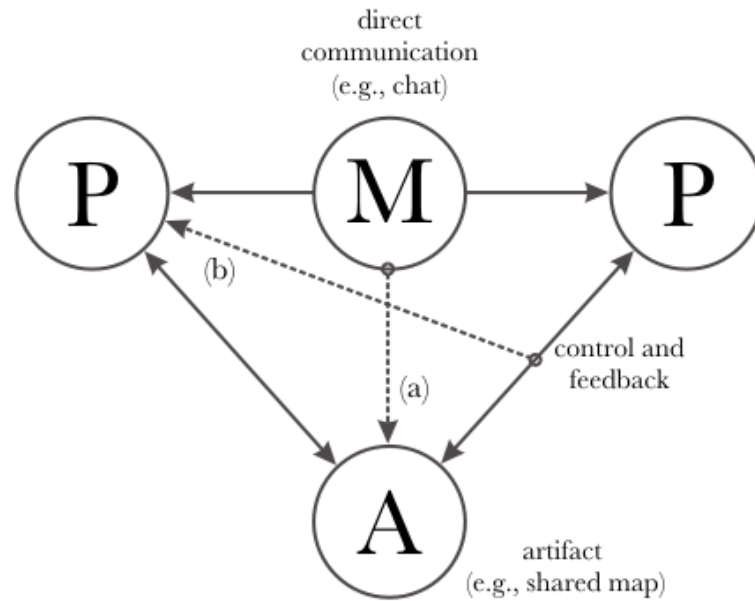 direct
communication
(e.g., chat)
P
M
P
(b)
control and
feedback
(a)
A
artifact
(e.g., shared map)